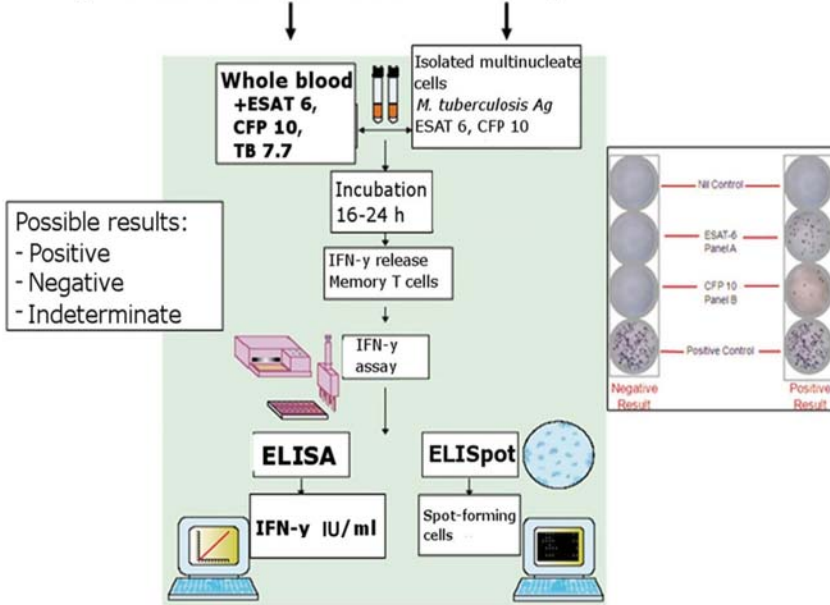 Whole blood
+ESAT 6,
CFP 10,
TB 7.7
Isolated multinucleate
cells
M. tuberculosis Ag
ESAT 6, CFP 10
Incubation
16-24 h
IFN-y release
Memory T cells
Possible results:
- Positive
- Negative
- Indeterminate
IFN-y
assay
ELISA
ELISpot
IFN-y IU/ml
Spot-forming
cells
Nil Control
ESAT-6
Panel A
CFP 10
Panel B
Positive Control
Negative
Result
Positive
Result